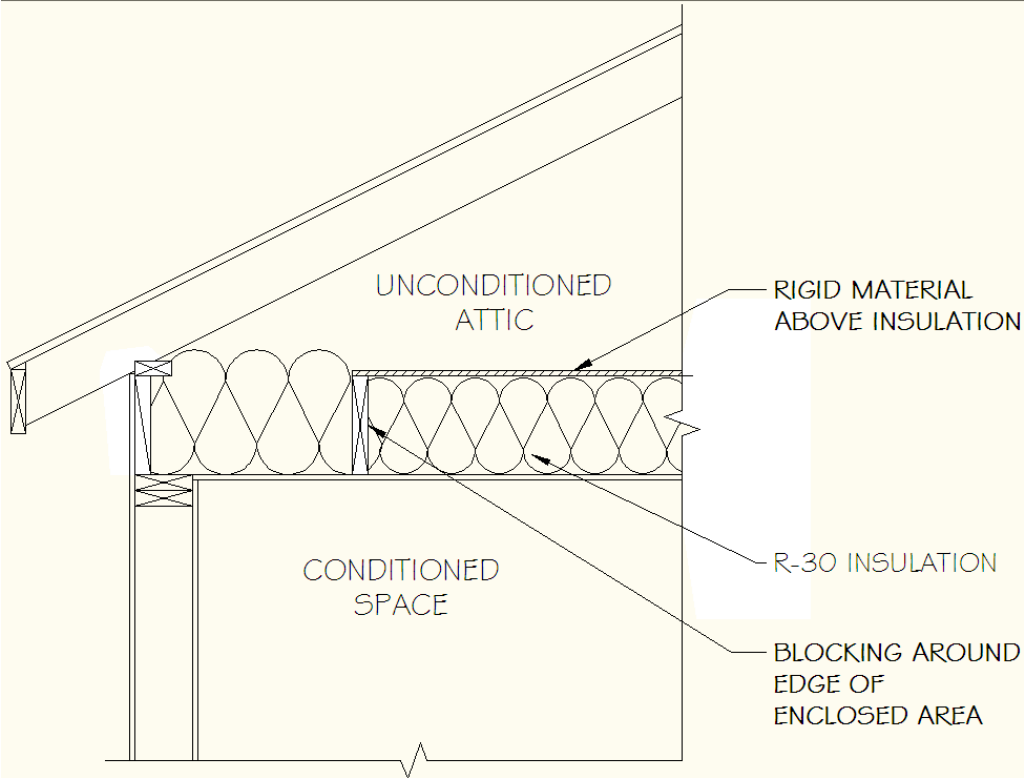 UNCONDITIONED
ATTIC
RIGID MATERIAL
ABOVE INSULATION
R-30 INSULATION
CONDITIONED
SPACE
BLOCKING AROUND
EDGE OF
ENCLOSED AREA